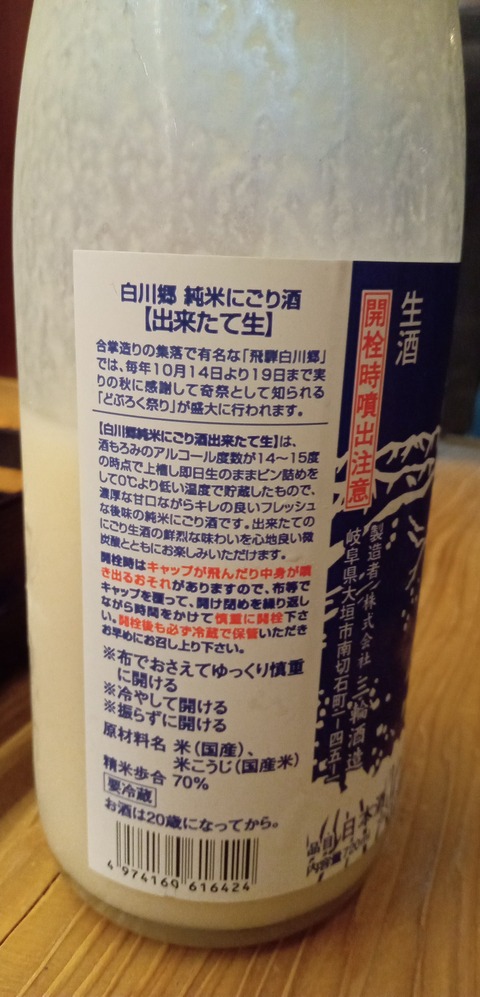 白川郷 純米にごり酒
【出来たて生】
合掌造りの集落で有名な「飛騨白川郷」
では、毎年10月14日より19日まで実
りの秋に感謝して奇祭として知られる
「どぶろく祭り」が盛大に行われます。
【白川郷純米にごり酒出来たて生】は、
酒もろみのアルコール度数が14〜15度
の時点で上槽し即日生のままビン詰めを
して0℃より低い温度で貯蔵したもので、
濃厚な甘口ながらキレの良いフレッシュ
な後味の純米にごり酒です。出来たての
にごり生酒の鮮烈な味わいを心地良い微
炭酸とともにお楽しみいただけます。
開栓時はキャップが飛んだり中身が噴
き出るおそれがありますので、布等で
キャップを覆って、開け閉めを繰り返し
ながら時間をかけて慎重に開栓下さ
い。開栓後も必ず冷蔵で保管いただき
お早めにお召し上り下さい。
※布でおさえてゆっくり慎重
に開ける
※冷やして開ける
※振らずに開ける
原材料名 米(国産)、
米こうじ(国産米)
精米歩合 70%
要冷蔵
お酒は20歳になってから。
4 974160 616424
生酒
開栓時噴出注意
製造者/株式会社 三輪酒造
岐阜県大垣市南切石町一ー四五
品目 日本酒
内容量 700